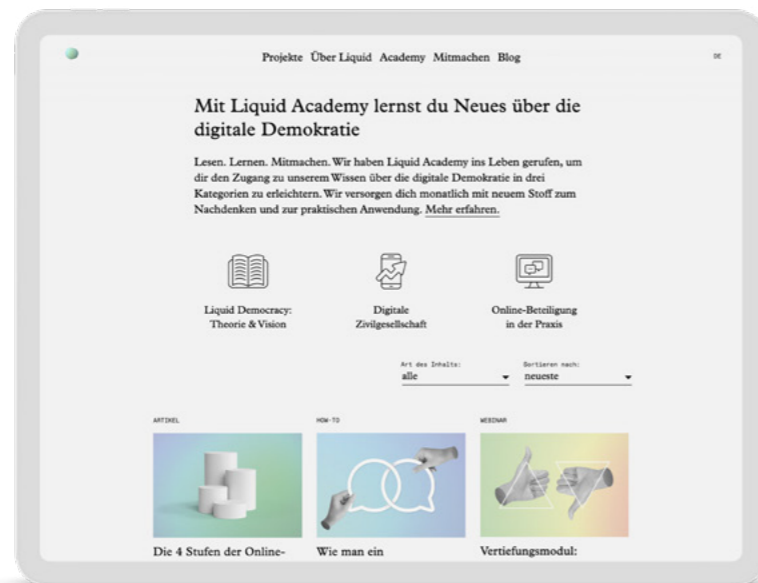 Projekte Über Liquid Academy Mitmachen Blog
DE
Mit Liquid Academy lernst du Neues über die
digitale Demokratie
Lesen. Lernen. Mitmachen. Wir haben Liquid Academy ins Leben gerufen, um
dir den Zugang zu unserem Wissen über die digitale Demokratie in drei
Kategorien zu erleichtern. Wir versorgen dich monatlich mit neuem Stoff zum
Nachdenken und zur praktischen Anwendung. Mehr erfahren.
Liquid Democracy:
Theorie & Vision
Digitale
Zivilgesellschaft
Online-Beteiligung
in der Praxis
Art des Inhalts:
alle
Sortieren nach:
neueste
ARTIKEL
HOW-TO
WEBINAR
Die 4 Stufen der Online-
Wie man ein
Vertiefungsmodul: